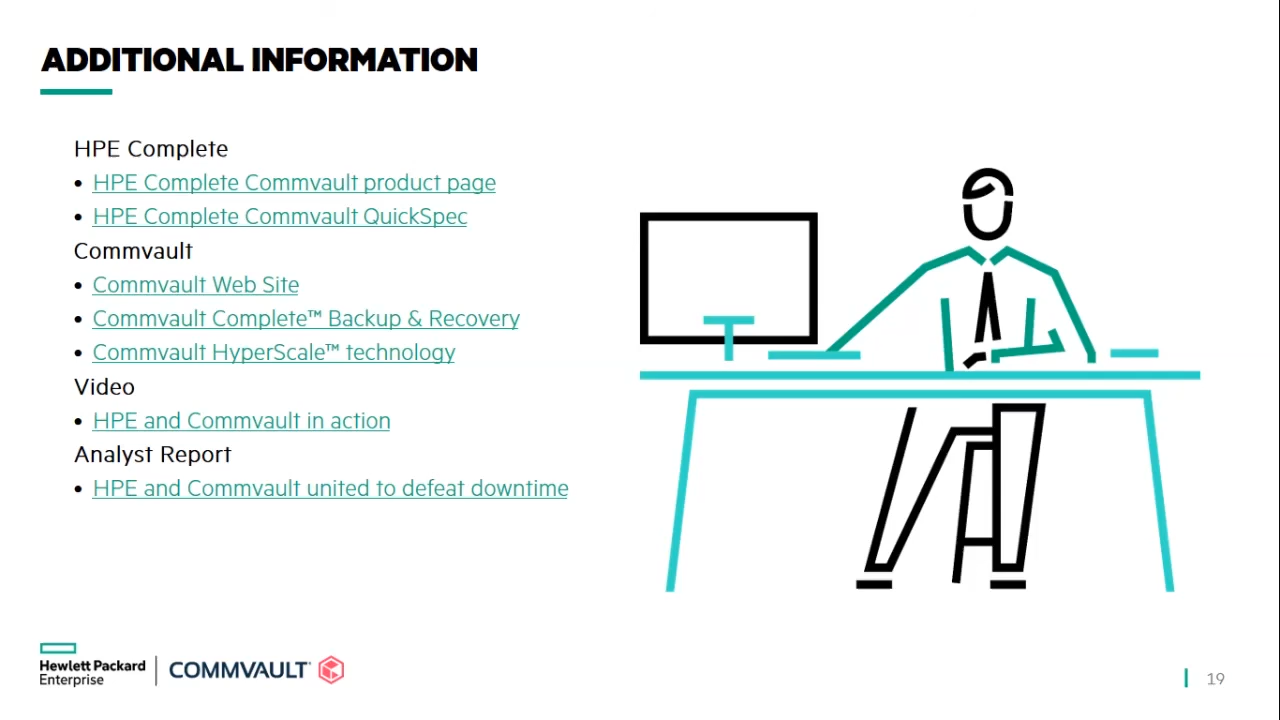 ADDITIONAL INFORMATION
HPE Complete
• HPE Complete Commvault product page
• HPE Complete Commvault QuickSpec
Commvault
• Commvault Web Site
• Commvault Complete™ Backup & Recovery
• Commvault HyperScale™ technology
Video
• HPE and Commvault in action
Analyst Report
• HPE and Commvault united to defeat downtime
Hewlett Packard
Enterprise
COMMVAULT
19